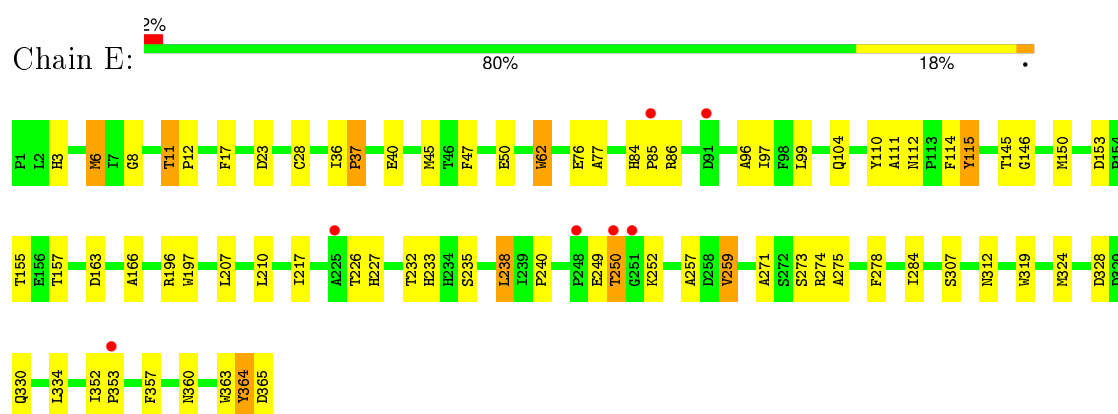 2%
Chain E:
80% 18% •
P1 L2 H3 M6 I7 G8 T11 P12 F17 D23 C28 I36 P37 E40 M45 T46 F47 E50 W62 E76 A77 H84 P85 R86 D91 A96 I97 F98 L99 Q104 Y110 A111 N112 P113 F114 Y115 T145 G146 M150 D153 P154
T155 E156 T157 D163 A166 R196 W197 L207 L210 I217 A225 T226 H227 T232 H233 H234 S235 L238 I239 P240 P248 E249 T250 G251 K252 A257 D258 V259 A271 S272 S273 R274 A275 F278 I284 S307 N312 W319 M324 D328
Q330 L334 I352 P353 F357 N360 W363 Y364 D365